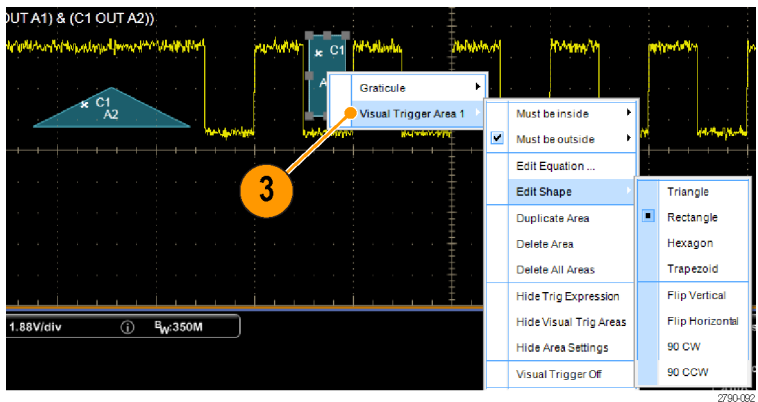 OUT A1) & (C1 OUT A2))
C1
A2
C1
A
Graticule
Visual Trigger Area 1
3
Must be inside
Must be outside
Edit Equation ...
Edit Shape
Duplicate Area
Delete Area
Delete All Areas
Hide Trig Expression
Hide Visual Trig Areas
Hide Area Settings
Visual Trigger Off
Triangle
Rectangle
Hexagon
Trapezoid
Flip Vertical
Flip Horizontal
90 CW
90 CCW
1.88V/div
BW:350M
2790-092